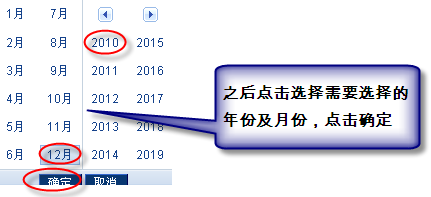 1月 7月
2月 8月 2010 2015
3月 9月 2011 2016
4月 10月 2012 2017
5月 11月 2013 2018
6月 12月 2014 2019
确定 取消
之后点击选择需要选择的
年份及月份，点击确定